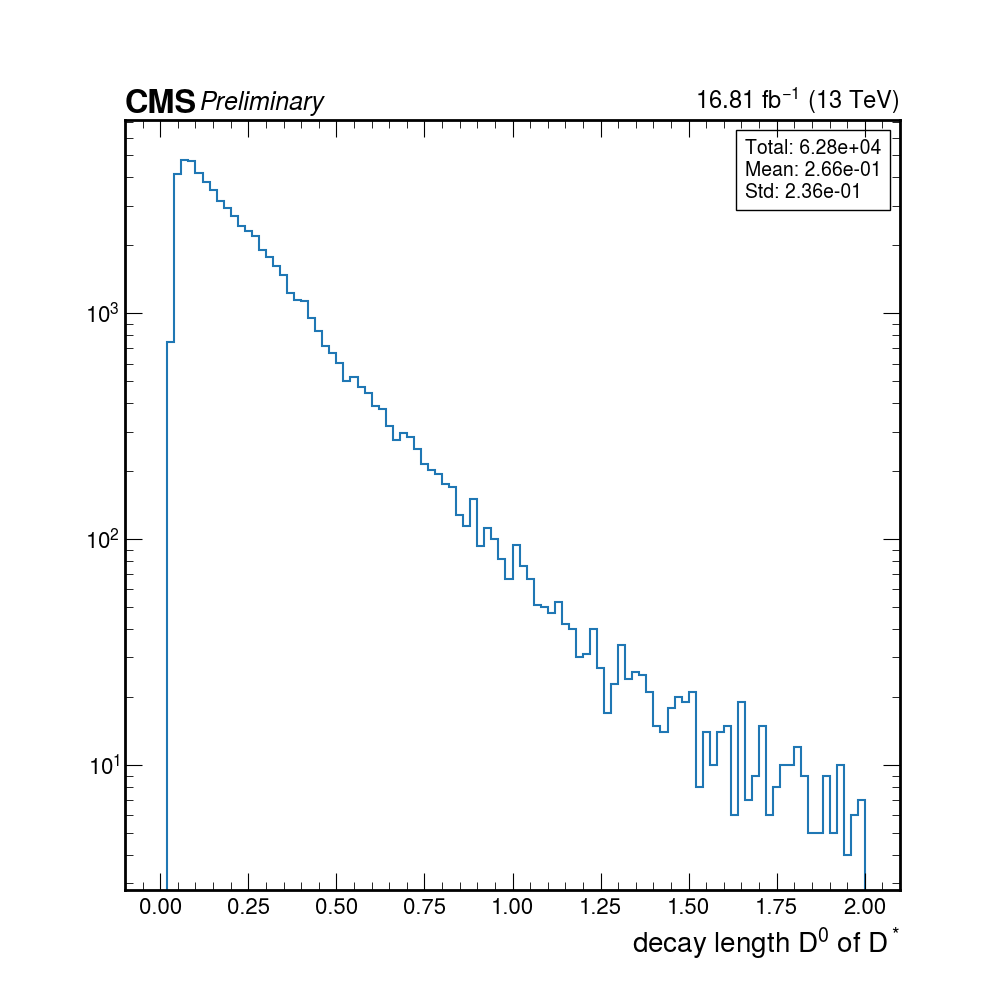 CMS Preliminary 16.81 fb⁻¹ (13 TeV)
Total: 6.28e+04
Mean: 2.66e-01
Std: 2.36e-01
10³
10²
10¹
0.00 0.25 0.50 0.75 1.00 1.25 1.50 1.75 2.00
decay length D⁰ of D*